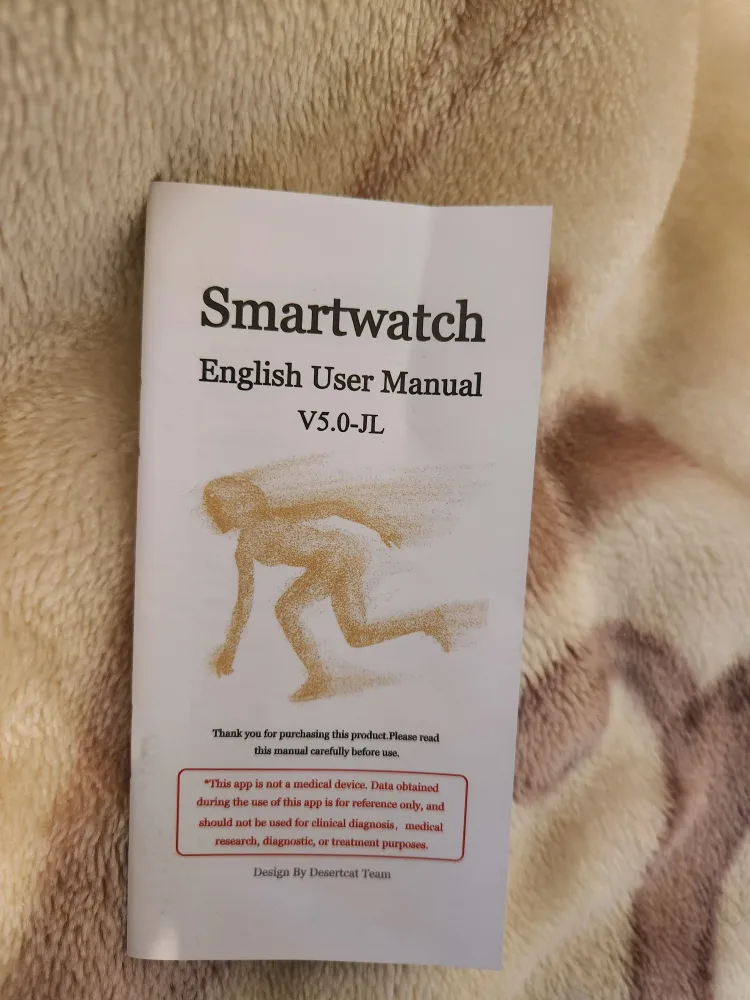 Smartwatch
English User Manual
V5.0-JL
Thank you for purchasing this product.Please read
this manual carefully before use.
*This app is not a medical device. Data obtained
during the use of this app is for reference only, and
should not be used for clinical diagnosis, medical
research, diagnostic, or treatment purposes.
Design By Desertcat Team